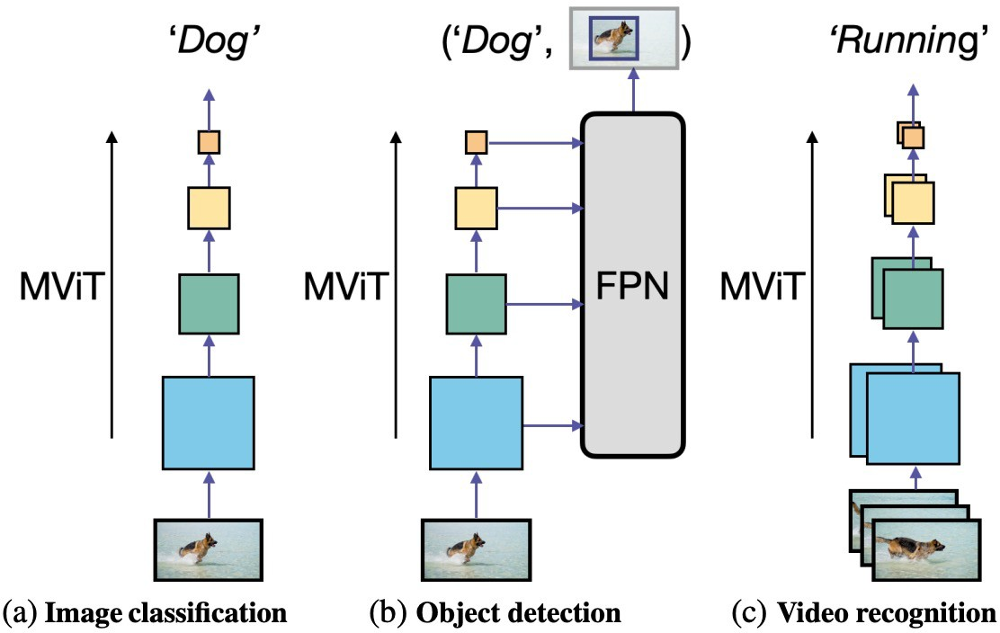 ‘Dog’
(‘Dog’, )
‘Running’
MViT
MViT
FPN
MViT
(a) Image classification
(b) Object detection
(c) Video recognition